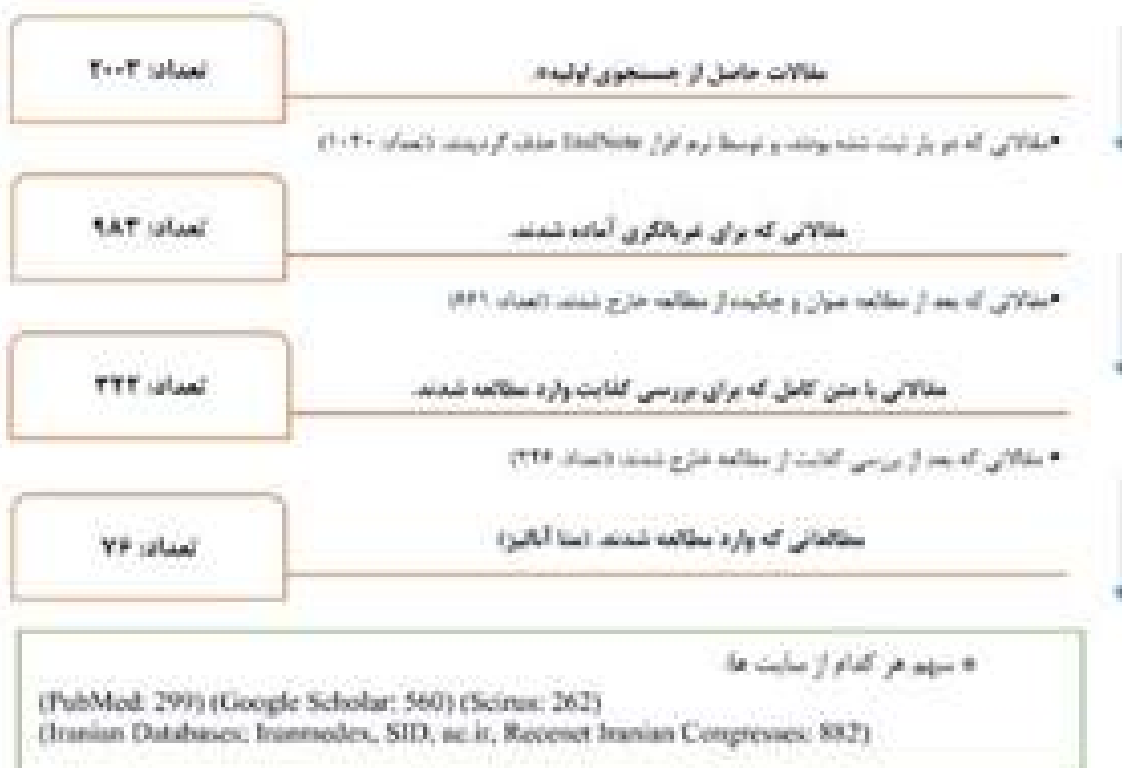 مقالات حاصل از جستجوی اولیه*
تعداد: ۲۰۰۳
•مقالاتی که دو بار ثبت شده بودند و توسط نرم افزار EndNote حذف گردیدند. (تعداد: ۱۰۲۰)
مقالاتی که برای غربالگری آماده شدند.
تعداد: ۹۸۳
•مقالاتی که بعد از مطالعه عنوان و چکیده از مطالعه خارج شدند. (تعداد: ۶۶۱)
مقالاتی با متن کامل که برای بررسی کفایت وارد مطالعه شدند.
تعداد: ۳۲۲
• مقالاتی که بعد از بررسی کفایت از مطالعه خارج شدند. (تعداد: ۲۴۶)
مطالعاتی که وارد مطالعه شدند. (متا آنالیز)
تعداد: ۷۶
* سهم هر کدام از سایت ها
(PubMed: 299) (Google Scholar: 560) (Scirus: 262)
(Iranian Databases; Iranmedex, SID, ac.ir, Recenet Iranian Congresses: 882)